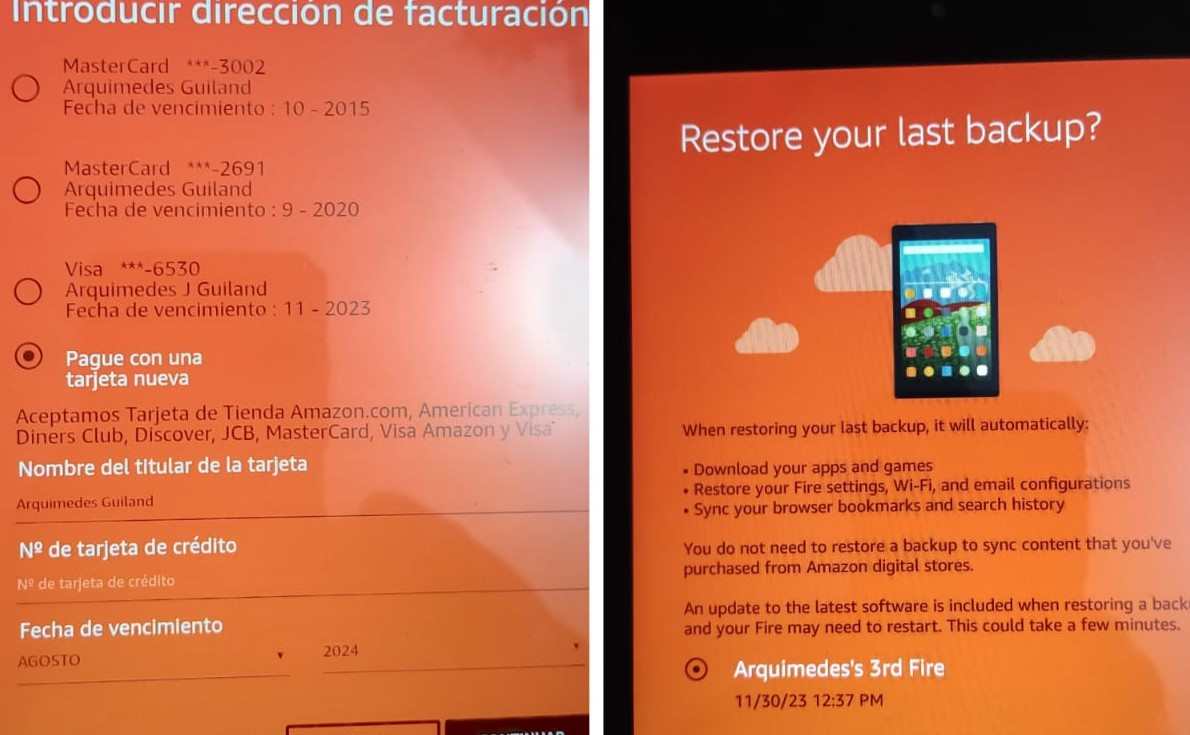 Introducir dirección de facturación
MasterCard ***-3002
Arquimedes Guiland
Fecha de vencimiento : 10 - 2015
MasterCard ***-2691
Arquimedes Guiland
Fecha de vencimiento : 9 - 2020
Visa ***-6530
Arquimedes J Guiland
Fecha de vencimiento : 11 - 2023
Pague con una
tarjeta nueva
Aceptamos Tarjeta de Tienda Amazon.com, American Express,
Diners Club, Discover, JCB, MasterCard, Visa Amazon y Visa
Nombre del titular de la tarjeta
Arquimedes Guiland
Nº de tarjeta de crédito
Nº de tarjeta de crédito
Fecha de vencimiento
AGOSTO
2024
Restore your last backup?
When restoring your last backup, it will automatically:
• Download your apps and games
• Restore your Fire settings, Wi-Fi, and email configurations
• Sync your browser bookmarks and search history
You do not need to restore a backup to sync content that you've
purchased from Amazon digital stores.
An update to the latest software is included when restoring a back
and your Fire may need to restart. This could take a few minutes.
Arquimedes's 3rd Fire
11/30/23 12:37 PM